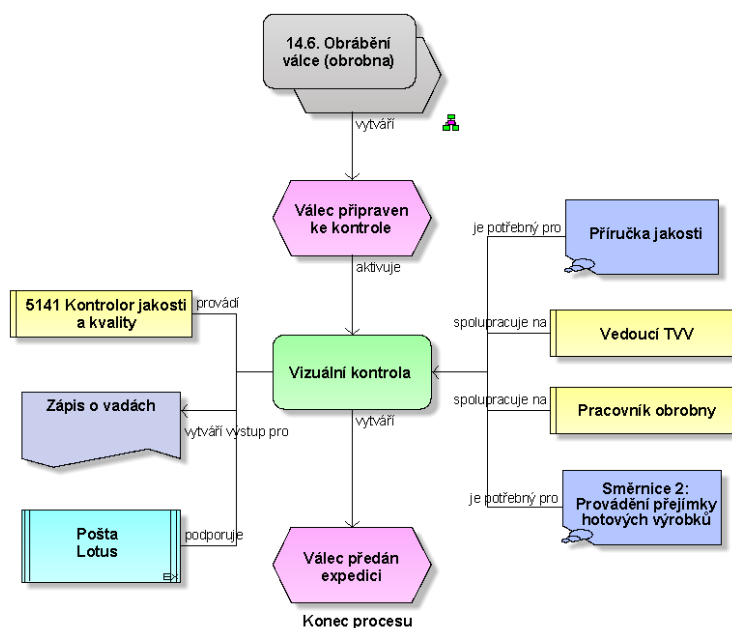 14.6. Obrábění
válce (obrobna)
vytváří
Válec připraven
ke kontrole
je potřebný pro
Příručka jakosti
aktivuje
5141 Kontrolor jakosti
a kvality
provádí
spolupracuje na
Vedoucí TVV
Vizuální kontrola
Zápis o vadách
vytváří výstup pro
vytváří
spolupracuje na
Pracovník obrobny
je potřebný pro
Směrnice 2:
Provádění přejímky
hotových výrobků
Pošta
Lotus
podporuje
EX
Válec předán
expedici
Konec procesu